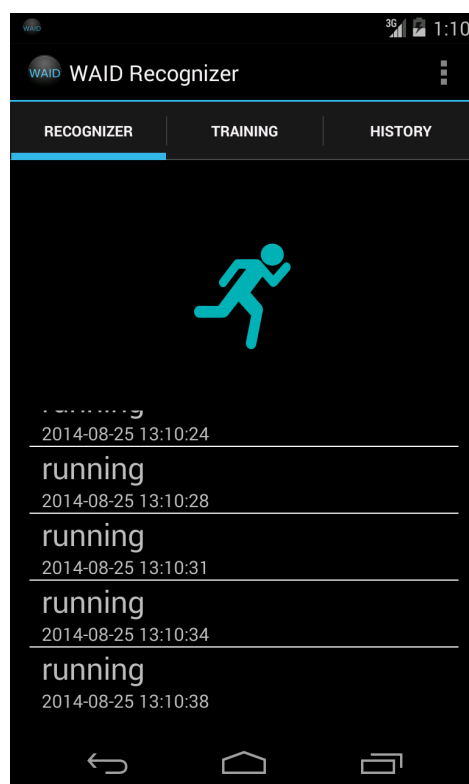 WAID
3G
1:10
WAID
WAID Recognizer
RECOGNIZER
TRAINING
HISTORY
running
2014-08-25 13:10:24
running
2014-08-25 13:10:28
running
2014-08-25 13:10:31
running
2014-08-25 13:10:34
running
2014-08-25 13:10:38